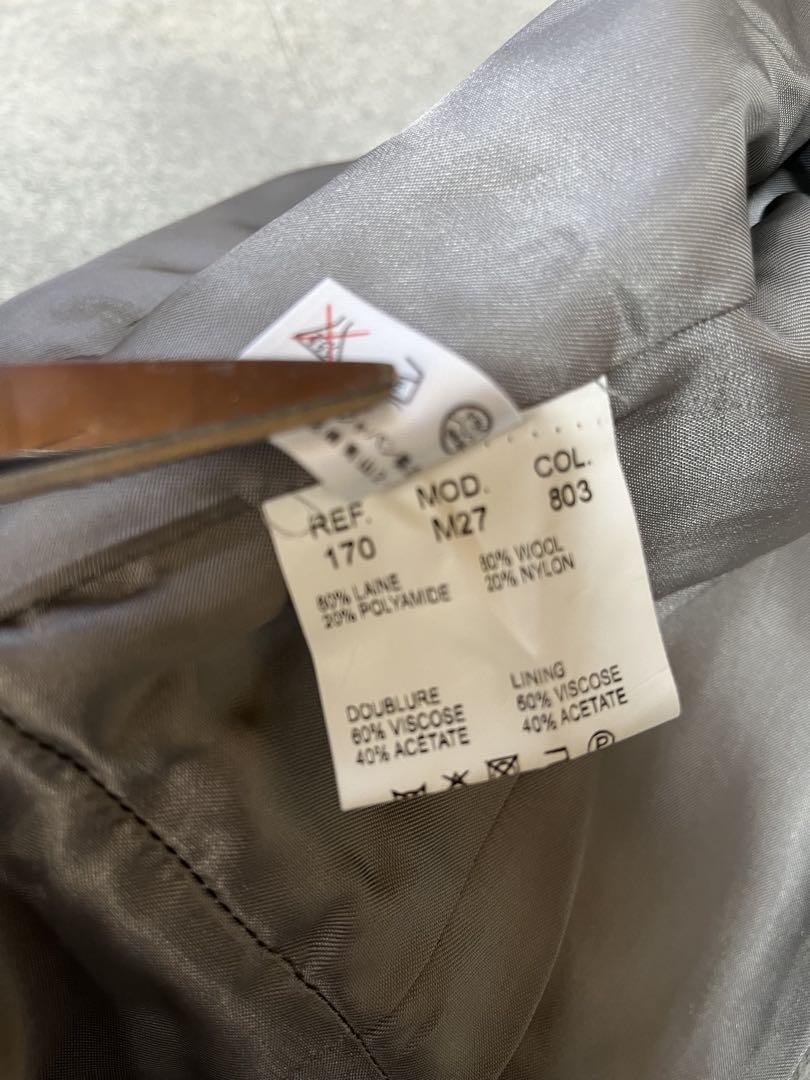 REF. MOD. COL.
170 M27 803
80% LAINE
20% POLYAMIDE
80% WOOL
20% NYLON
DOUBLURE
60% VISCOSE
40% ACÉTATE
LINING
60% VISCOSE
40% ACETATE
P